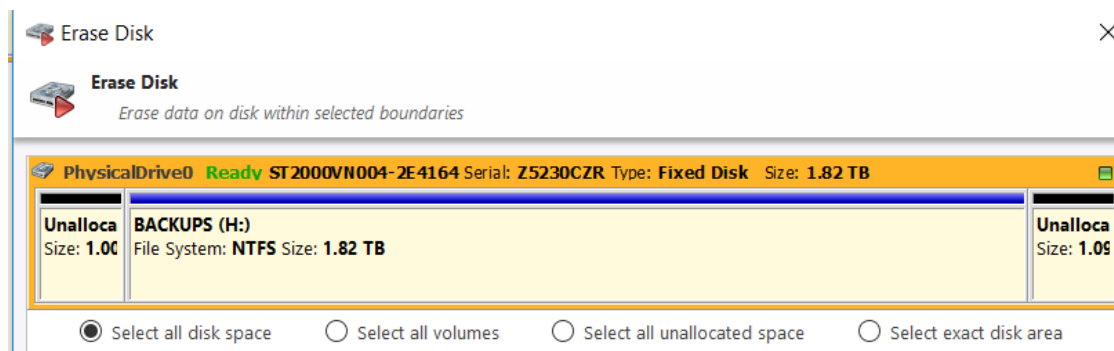 Erase Disk
Erase Disk
Erase data on disk within selected boundaries
PhysicalDrive0 Ready ST2000VN004-2E4164 Serial: Z5230CZR Type: Fixed Disk Size: 1.82 TB
Unalloca BACKUPS (H:) Unalloca
Size: 1.00 File System: NTFS Size: 1.82 TB Size: 1.09
Select all disk space Select all volumes Select all unallocated space Select exact disk area